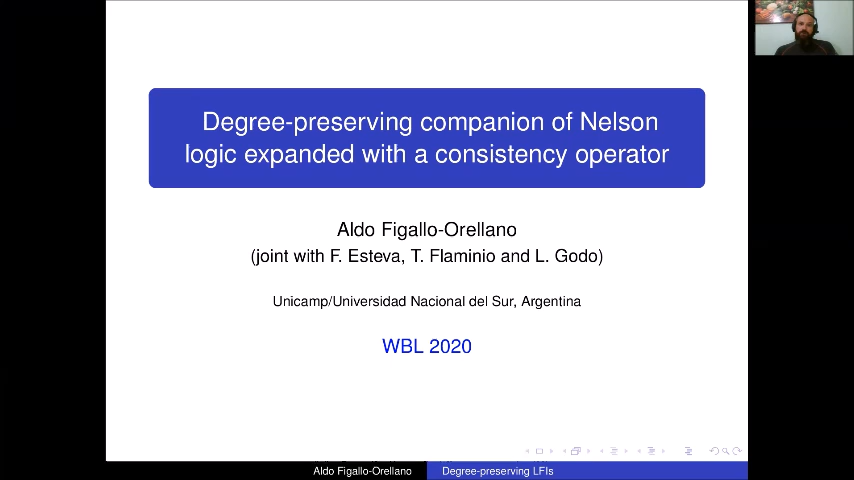 Degree-preserving companion of Nelson
logic expanded with a consistency operator
Aldo Figallo-Orellano
(joint with F. Esteva, T. Flaminio and L. Godo)
Unicamp/Universidad Nacional del Sur, Argentina
WBL 2020
Aldo Figallo-Orellano
Degree-preserving LFIs